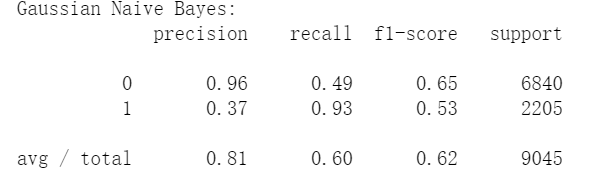 Gaussian Naive Bayes:
precision recall f1-score support
0 0.96 0.49 0.65 6840
1 0.37 0.93 0.53 2205
avg / total 0.81 0.60 0.62 9045